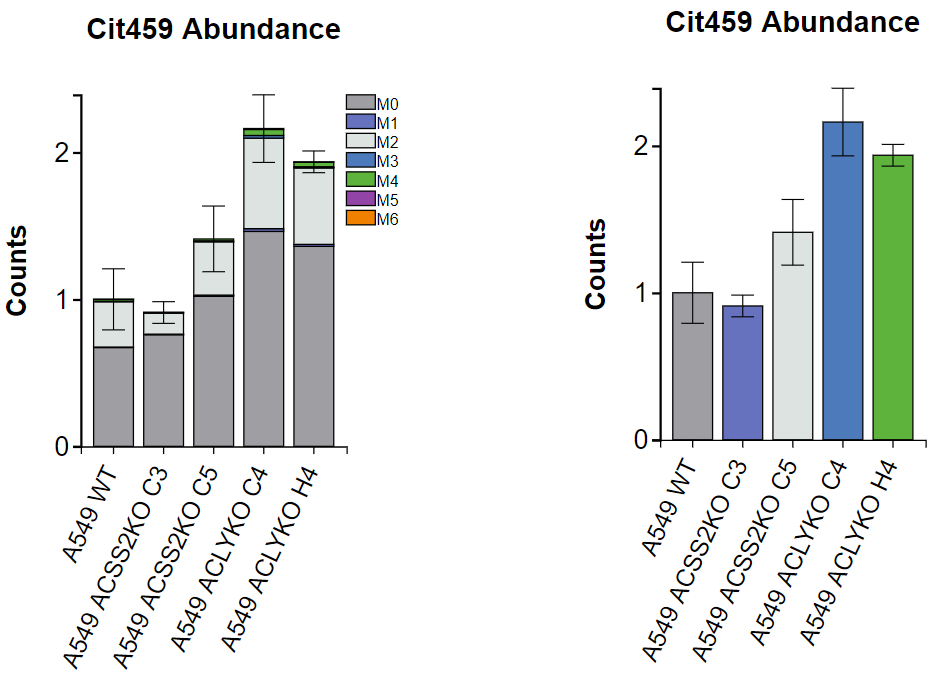 Cit459 Abundance
Counts
2
1
0
M0
M1
M2
M3
M4
M5
M6
A549 WT
A549 ACSS2KO C3
A549 ACSS2KO C5
A549 ACLYKO C4
A549 ACLYKO H4
Cit459 Abundance
Counts
2
1
0
A549 WT
A549 ACSS2KO C3
A549 ACSS2KO C5
A549 ACLYKO C4
A549 ACLYKO H4